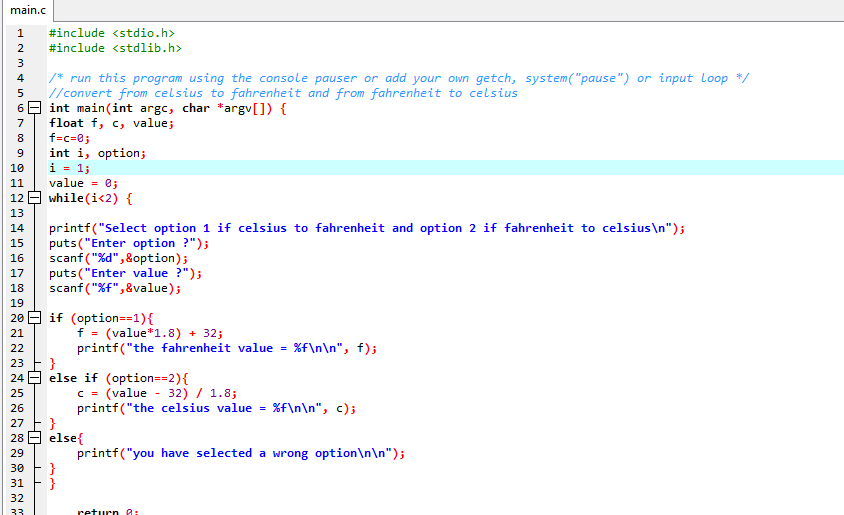 main.c
1 #include <stdio.h>
2 #include <stdlib.h>
3
4 /* run this program using the console pauser or add your own getch, system("pause") or input loop */
5 //convert from celsius to fahrenheit and from fahrenheit to celsius
6 int main(int argc, char *argv[]) {
7 float f, c, value;
8 f=c=0;
9 int i, option;
10 i = 1;
11 value = 0;
12 while(i<2) {
13
14 printf("Select option 1 if celsius to fahrenheit and option 2 if fahrenheit to celsius\n");
15 puts("Enter option ?");
16 scanf("%d",&option);
17 puts("Enter value ?");
18 scanf("%f",&value);
19
20 if (option==1){
21     f = (value*1.8) + 32;
22     printf("the fahrenheit value = %f\n\n", f);
23 }
24 else if (option==2){
25     c = (value - 32) / 1.8;
26     printf("the celsius value = %f\n\n", c);
27 }
28 else{
29     printf("you have selected a wrong option\n\n");
30 }
31 }
32
33     return 0;